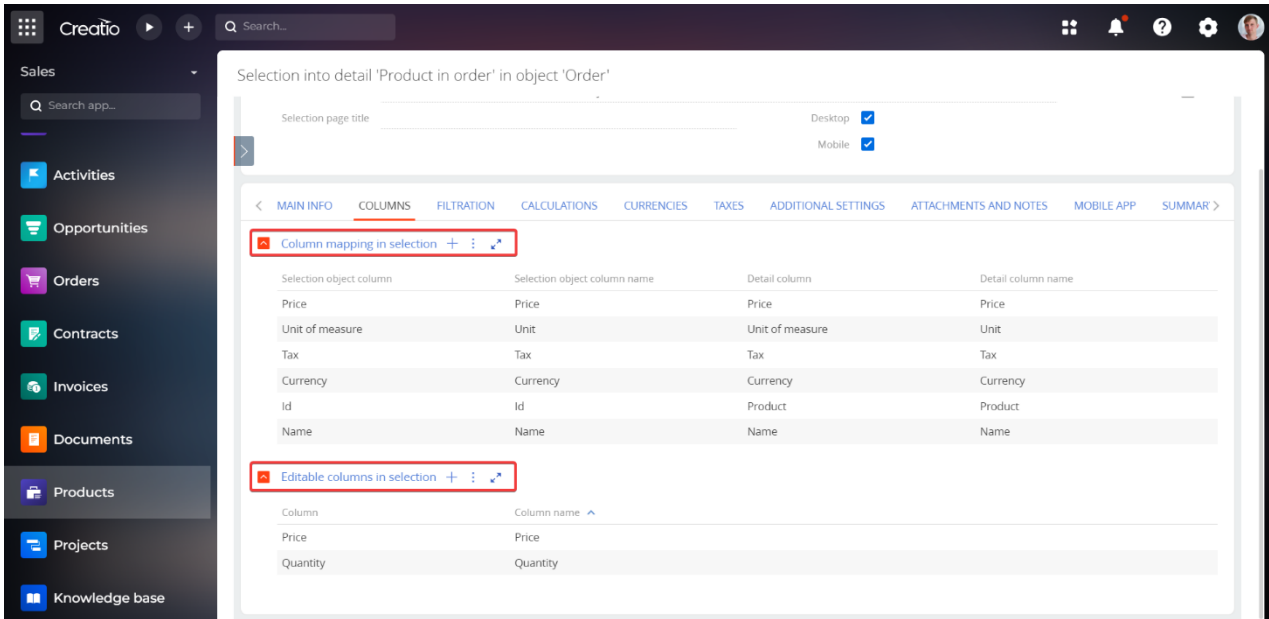 Creatio
Search...
Sales
Search app...
Activities
Opportunities
Orders
Contracts
Invoices
Documents
Products
Projects
Knowledge base
Selection into detail 'Product in order' in object 'Order'
Selection page title
Desktop
Mobile
MAIN INFO COLUMNS FILTRATION CALCULATIONS CURRENCIES TAXES ADDITIONAL SETTINGS ATTACHMENTS AND NOTES MOBILE APP SUMMAR
Column mapping in selection
Selection object column Selection object column name Detail column Detail column name
Price Price Price Price
Unit of measure Unit Unit of measure Unit
Tax Tax Tax Tax
Currency Currency Currency Currency
Id Id Product Product
Name Name Name Name
Editable columns in selection
Column Column name
Price Price
Quantity Quantity